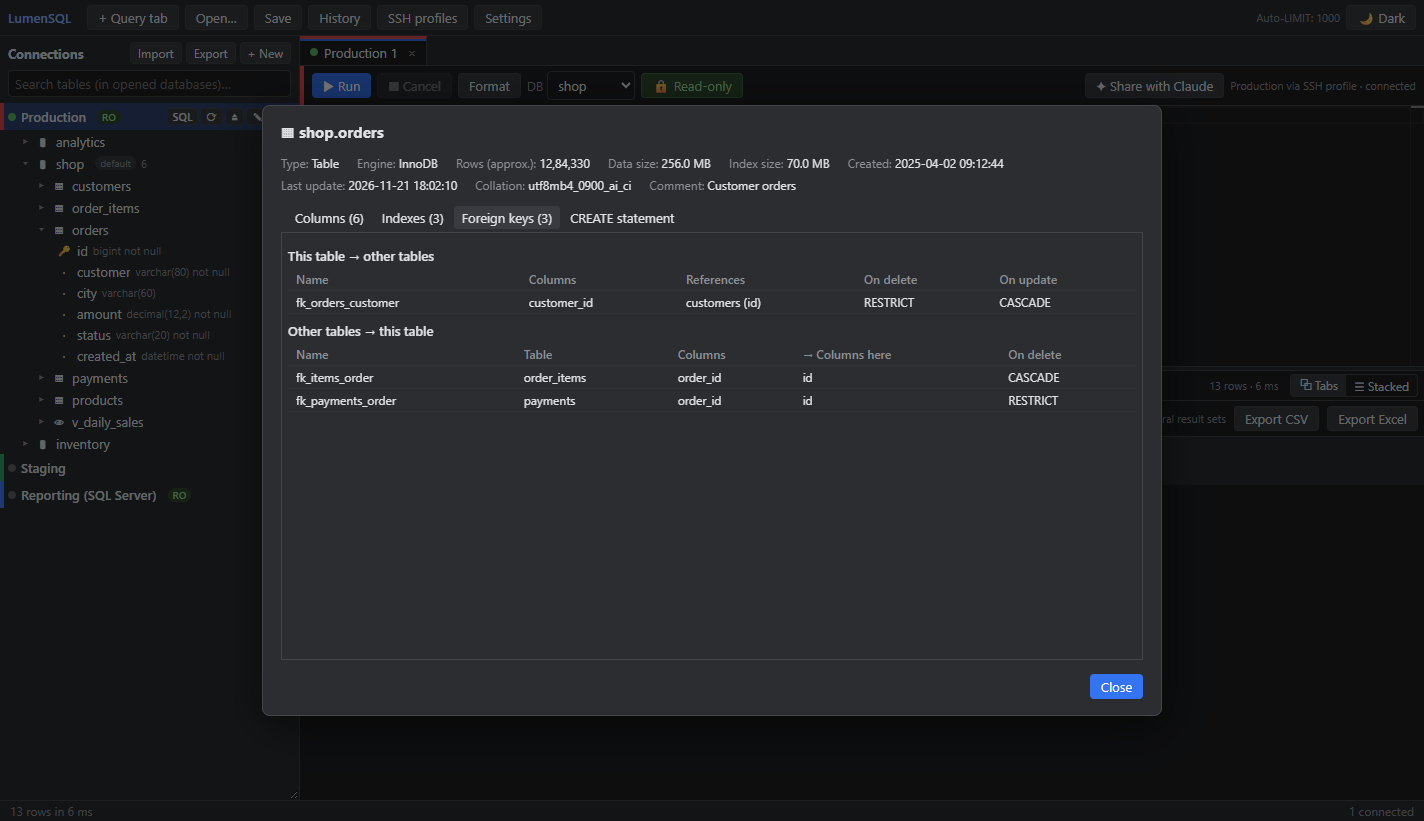 LumenSQL + Query tab Open... Save History SSH profiles Settings Auto-LIMIT: 1000 🌙 Dark
Connections Import Export + New
Production 1 ×
Search tables (in opened databases)...
▶ Run ■ Cancel Format DB shop 🔒 Read-only ✦ Share with Claude Production via SSH profile · connected
Production RO SQL
analytics
shop default 6
customers
order_items
orders
id bigint not null
customer varchar(80) not null
city varchar(60)
amount decimal(12,2) not null
status varchar(20) not null
created_at datetime not null
payments
products
v_daily_sales
inventory
Staging
Reporting (SQL Server) RO
shop.orders
Type: Table Engine: InnoDB Rows (approx.): 12,84,330 Data size: 256.0 MB Index size: 70.0 MB Created: 2025-04-02 09:12:44
Last update: 2026-11-21 18:02:10 Collation: utf8mb4_0900_ai_ci Comment: Customer orders
Columns (6) Indexes (3) Foreign keys (3) CREATE statement
This table → other tables
Name Columns References On delete On update
fk_orders_customer customer_id customers (id) RESTRICT CASCADE
Other tables → this table
Name Table Columns → Columns here On delete
fk_items_order order_items order_id id CASCADE
fk_payments_order payments order_id id RESTRICT
Close
13 rows · 6 ms Tabs ☰ Stacked
result sets Export CSV Export Excel
13 rows in 6 ms 1 connected